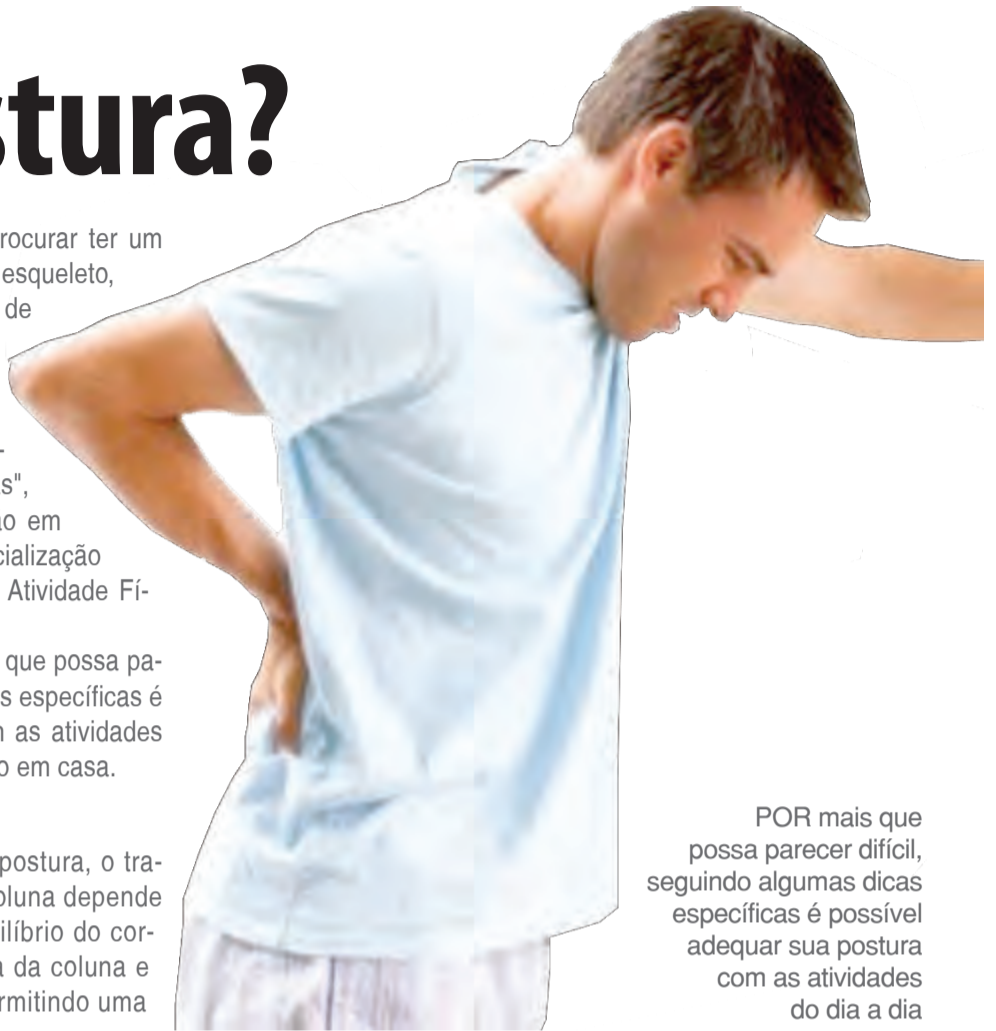 stura?
rocurar ter um
esqueleto,
de
-
s",
ão em
cialização
Atividade Fí-
que possa pa-
s específicas é
m as atividades
o em casa.
postura, o tra-
oluna depende
ilíbrio do cor-
a da coluna e
rmitindo uma
POR mais que
possa parecer difícil,
seguindo algumas dicas
específicas é possível
adequar sua postura
com as atividades
do dia a dia